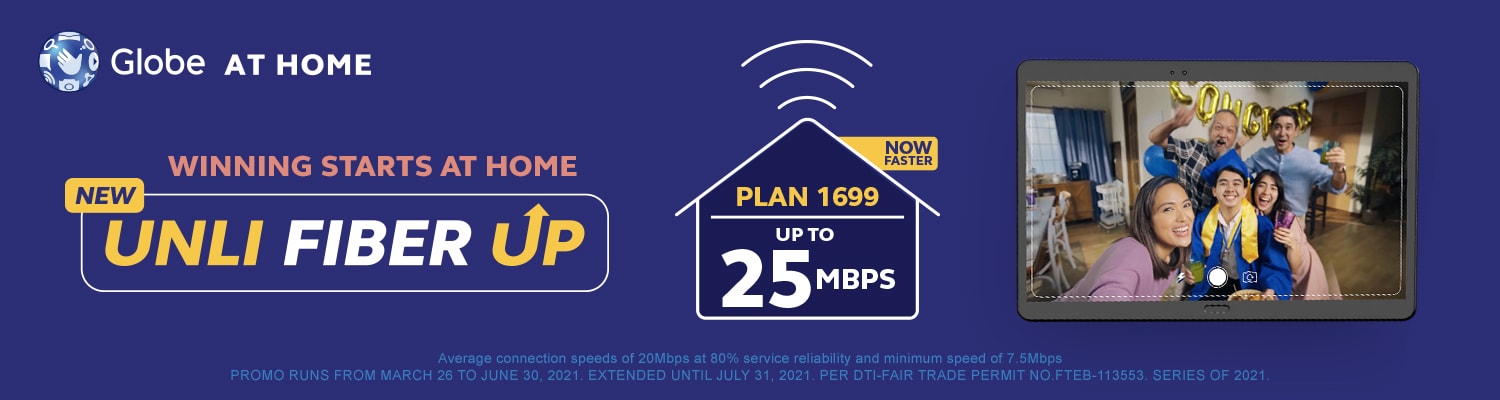 Globe AT HOME
WINNING STARTS AT HOME
NEW
UNLI FIBER UP
NOW
FASTER
PLAN 1699
UP TO
25 MBPS
CONGRATS
Average connection speeds of 20Mbps at 80% service reliability and minimum speed of 7.5Mbps
PROMO RUNS FROM MARCH 26 TO JUNE 30, 2021. EXTENDED UNTIL JULY 31, 2021. PER DTI-FAIR TRADE PERMIT NO.FTEB-113553. SERIES OF 2021.